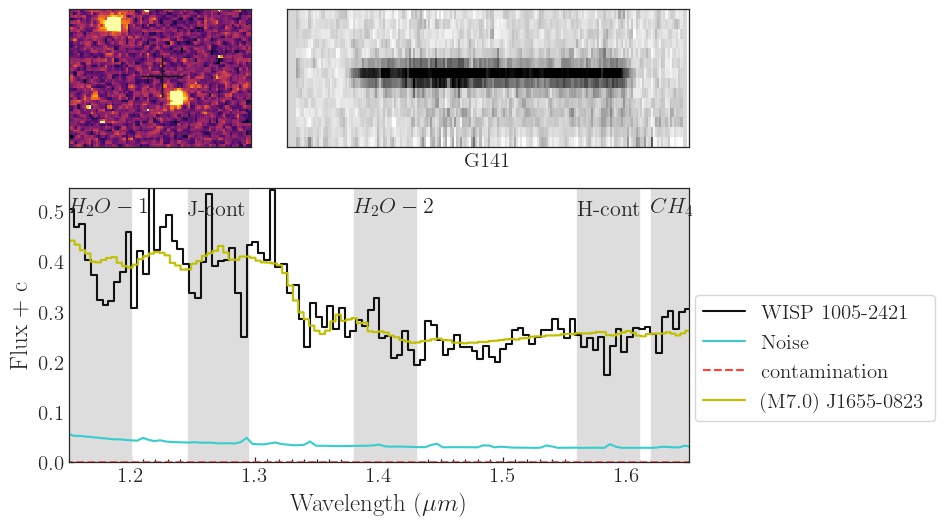 G141
H₂O − 1
J-cont
H₂O − 2
H-cont
CH₄
0.5
0.4
0.3
0.2
0.1
0.0
Flux + c
1.2
1.3
1.4
1.5
1.6
Wavelength (μm)
WISP 1005-2421
Noise
contamination
(M7.0) J1655-0823